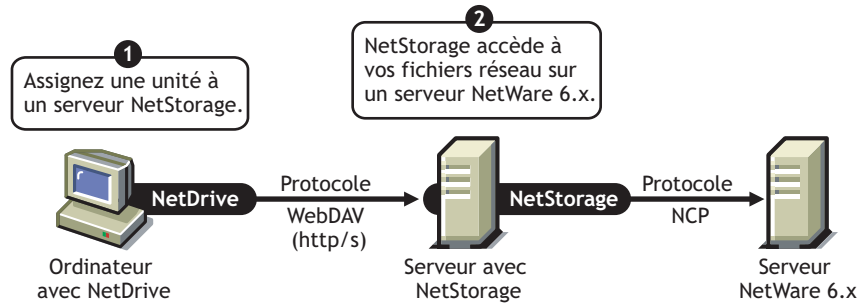 1
Assignez une unité à
un serveur NetStorage.
2
NetStorage accède à
vos fichiers réseau sur
un serveur NetWare 6.x.
NetDrive
Protocole
WebDAV
(http/s)
NetStorage
Protocole
NCP
Ordinateur
avec NetDrive
Serveur avec
NetStorage
Serveur
NetWare 6.x